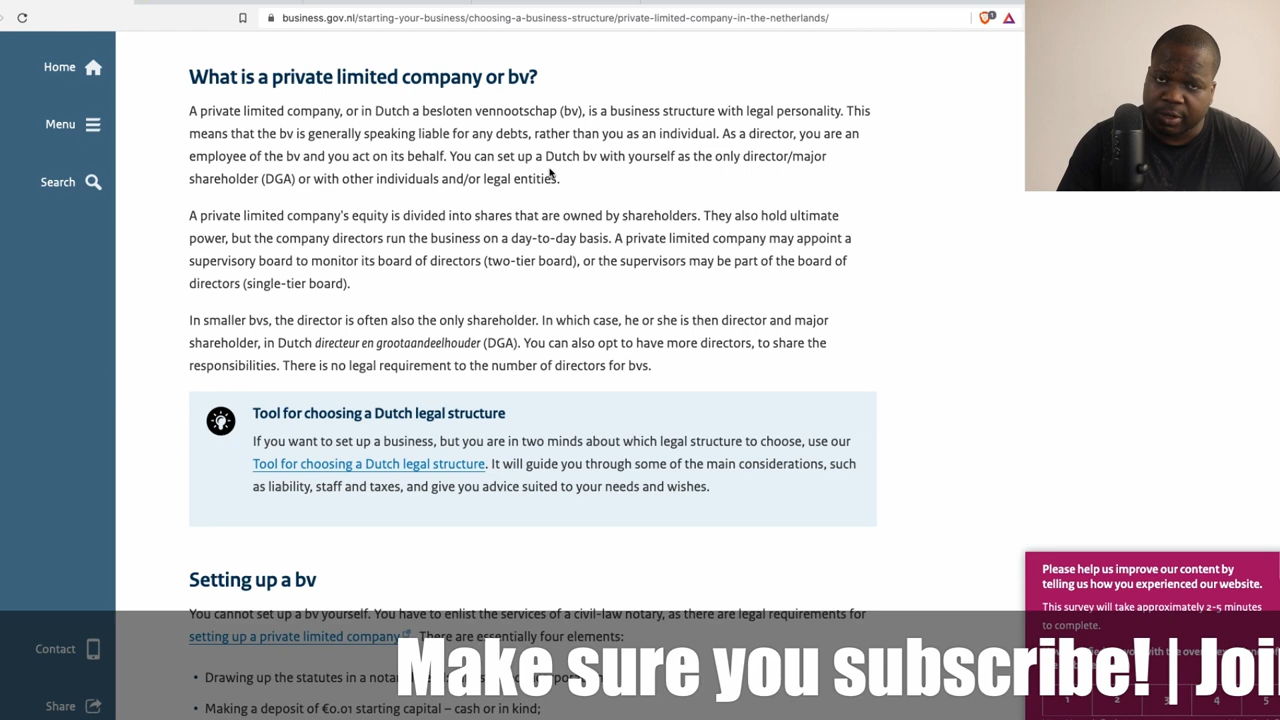 business.gov.nl/starting-your-business/choosing-a-business-structure/private-limited-company-in-the-netherlands/
1
Home
Menu
Search
What is a private limited company or bv?
A private limited company, or in Dutch a besloten vennootschap (bv), is a business structure with legal personality. This
means that the bv is generally speaking liable for any debts, rather than you as an individual. As a director, you are an
employee of the bv and you act on its behalf. You can set up a Dutch bv with yourself as the only director/major
shareholder (DGA) or with other individuals and/or legal entities.
A private limited company's equity is divided into shares that are owned by shareholders. They also hold ultimate
power, but the company directors run the business on a day-to-day basis. A private limited company may appoint a
supervisory board to monitor its board of directors (two-tier board), or the supervisors may be part of the board of
directors (single-tier board).
In smaller bvs, the director is often also the only shareholder. In which case, he or she is then director and major
shareholder, in Dutch directeur en grootaandeelhouder (DGA). You can also opt to have more directors, to share the
responsibilities. There is no legal requirement to the number of directors for bvs.
Tool for choosing a Dutch legal structure
If you want to set up a business, but you are in two minds about which legal structure to choose, use our
Tool for choosing a Dutch legal structure. It will guide you through some of the main considerations, such
as liability, staff and taxes, and give you advice suited to your needs and wishes.
Setting up a bv
You cannot set up a bv yourself. You have to enlist the services of a civil-law notary, as there are legal requirements for
setting up a private limited company. There are essentially four elements:
• Drawing up the statutes in a
• Making a deposit of €0.01 starting capital – cash or in kind;
Contact
Share
Please help us improve our content by
telling us how you experienced our website.
This survey will take approximately 2-5 minutes
to complete.
1 2 3 4 5
Make sure you subscribe! | Joi